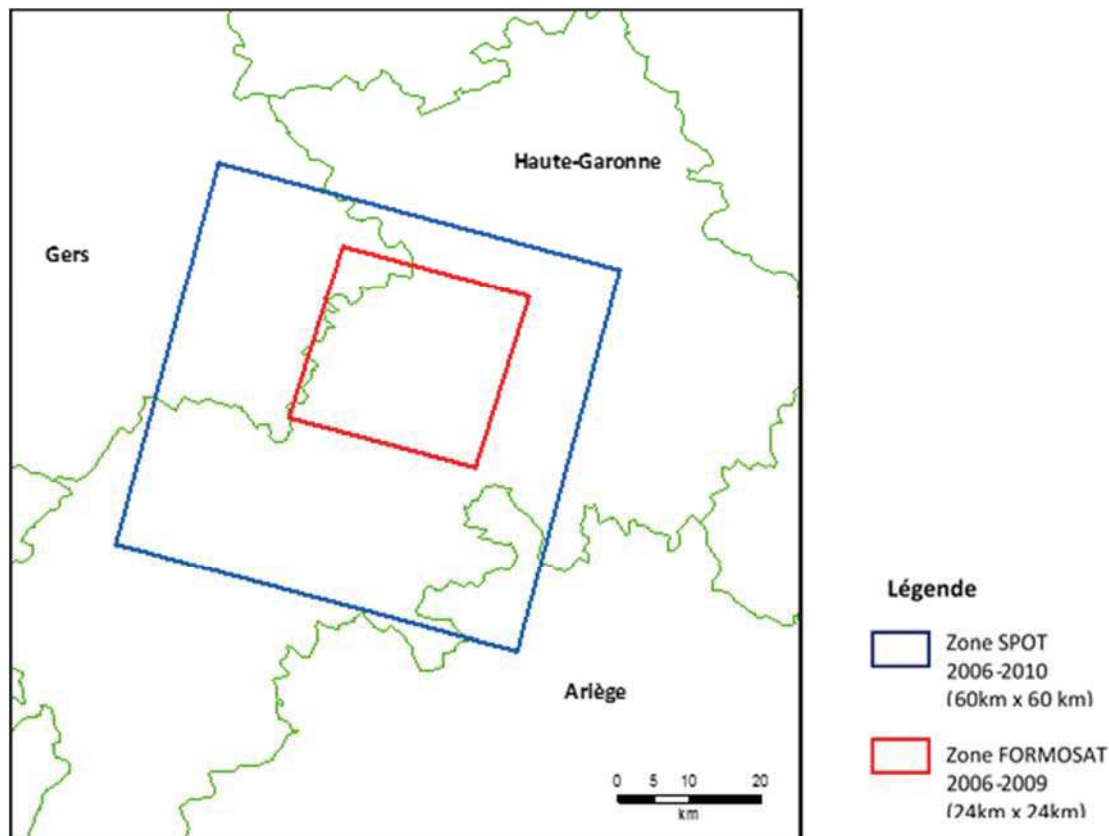 Haute-Garonne
Gers
Ariège
0 5 10 20
km
Légende
Zone SPOT
2006-2010
(60km x 60 km)
Zone FORMOSAT
2006-2009
(24km x 24km)